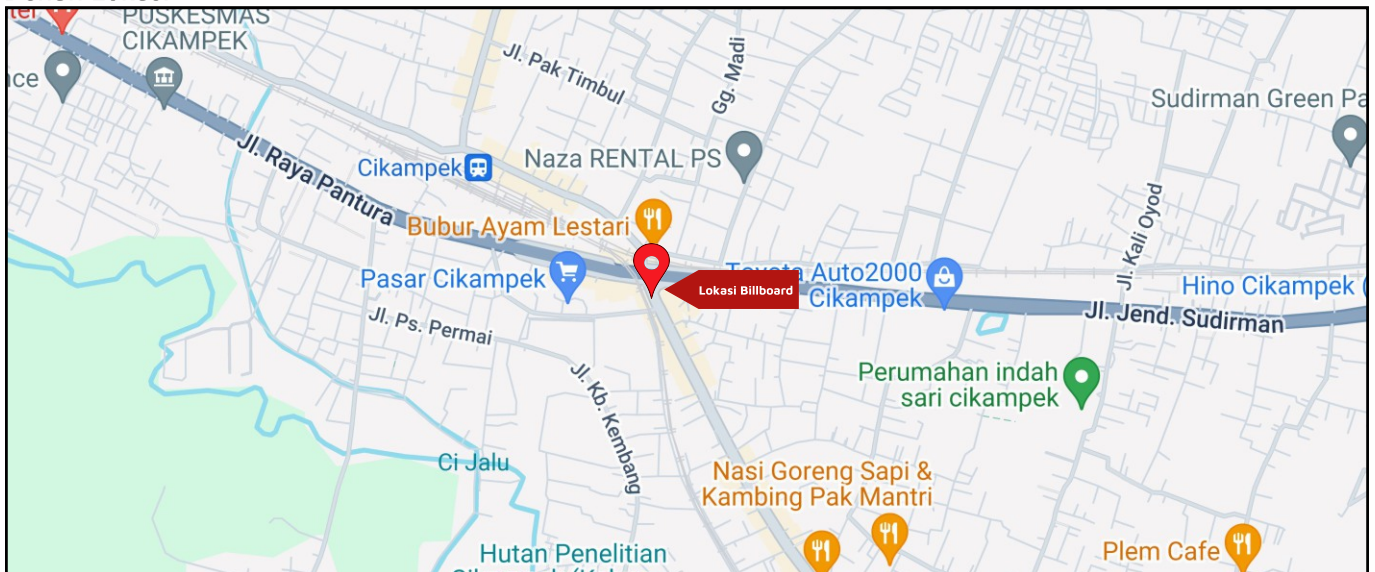 PUSKESMAS
CIKAMPEK
Jl. Pak Timbul
Gg. Madi
Sudirman Green Pa
Jl. Raya Pantura
Cikampek
Naza RENTAL PS
Jl. Kali Oyod
Bubur Ayam Lestari
Pasar Cikampek
Lokasi Billboard
Toyota Auto2000
Cikampek
Hino Cikampek (
Jl. Jend. Sudirman
Jl. Ps. Permai
Jl. Kb. Kembang
Perumahan indah
sari cikampek
Ci Jalu
Nasi Goreng Sapi &
Kambing Pak Mantri
Hutan Penelitian
Plem Cafe